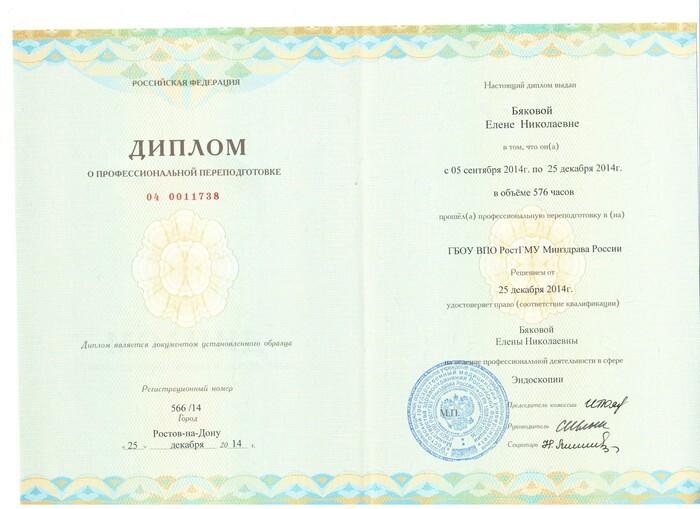 РОССИЙСКАЯ ФЕДЕРАЦИЯ
ДИПЛОМ
О ПРОФЕССИОНАЛЬНОЙ ПЕРЕПОДГОТОВКЕ
04 0011738
Диплом является документом установленного образца
Регистрационный номер
566 /14
Город
Ростов-на-Дону
« 25 » декабря 2014 г.
Настоящий диплом выдан
Бяковой
Елене Николаевне
в том, что он(а)
с 05 сентября 2014г. по 25 декабря 2014г.
в объёме 576 часов
прошёл(а) профессиональную переподготовку в (на)
ГБОУ ВПО РостГМУ Минздрава России
Решением от
25 декабря 2014г.
удостоверяет право (соответствие квалификации)
Бяковой
Елены Николаевны
на ведение профессиональной деятельности в сфере
Эндоскопии
М.П.
Председатель комиссии
Руководитель
Секретарь